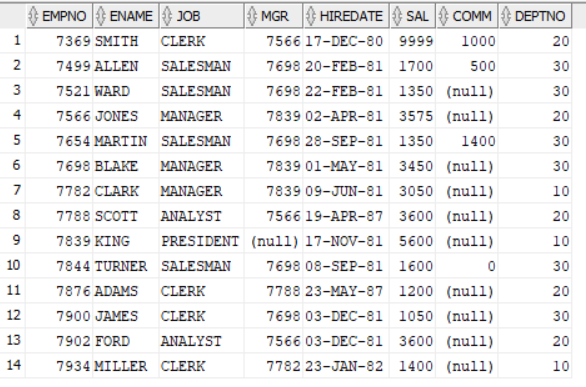 EMPNO ENAME JOB MGR HIREDATE SAL COMM DEPTNO
1 7369 SMITH CLERK 7566 17-DEC-80 9999 1000 20
2 7499 ALLEN SALESMAN 7698 20-FEB-81 1700 500 30
3 7521 WARD SALESMAN 7698 22-FEB-81 1350 (null) 30
4 7566 JONES MANAGER 7839 02-APR-81 3575 (null) 20
5 7654 MARTIN SALESMAN 7698 28-SEP-81 1350 1400 30
6 7698 BLAKE MANAGER 7839 01-MAY-81 3450 (null) 30
7 7782 CLARK MANAGER 7839 09-JUN-81 3050 (null) 10
8 7788 SCOTT ANALYST 7566 19-APR-87 3600 (null) 20
9 7839 KING PRESIDENT (null) 17-NOV-81 5600 (null) 10
10 7844 TURNER SALESMAN 7698 08-SEP-81 1600 0 30
11 7876 ADAMS CLERK 7788 23-MAY-87 1200 (null) 20
12 7900 JAMES CLERK 7698 03-DEC-81 1050 (null) 30
13 7902 FORD ANALYST 7566 03-DEC-81 3600 (null) 20
14 7934 MILLER CLERK 7782 23-JAN-82 1400 (null) 10